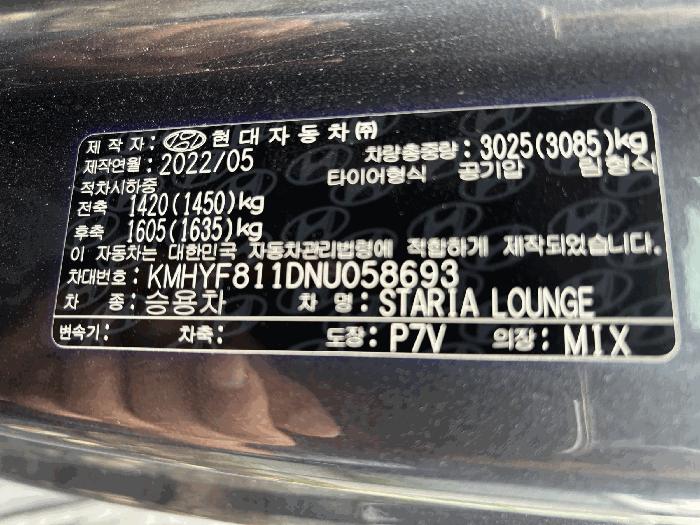 제 작 자 : 현대자동차㈜
제작연월 : 2022/05 차량총중량 : 3025(3085)kg
적차시하중 타이어형식 공기압 림형식
전축 1420(1450)kg
후축 1605(1635)kg
이 자동차는 대한민국 자동차관리법령에 적합하게 제작되었습니다.
차대번호 : KMHYF811DNU058693
차 종 : 승용차 차 명 : STARIA LOUNGE
변속기 : 차축 : 도장 : P7V 의장 : MIX